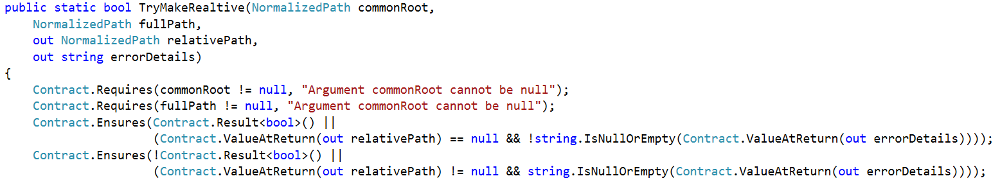 public static bool TryMakeRealtive(NormalizedPath commonRoot,
    NormalizedPath fullPath,
    out NormalizedPath relativePath,
    out string errorDetails)
{
    Contract.Requires(commonRoot != null, "Argument commonRoot cannot be null");
    Contract.Requires(fullPath != null, "Argument commonRoot cannot be null");
    Contract.Ensures(Contract.Result<bool>() ||
                     (Contract.ValueAtReturn(out relativePath) == null && !string.IsNullOrEmpty(Contract.ValueAtReturn(out errorDetails))));
    Contract.Ensures(!Contract.Result<bool>() ||
                     (Contract.ValueAtReturn(out relativePath) != null && string.IsNullOrEmpty(Contract.ValueAtReturn(out errorDetails))));